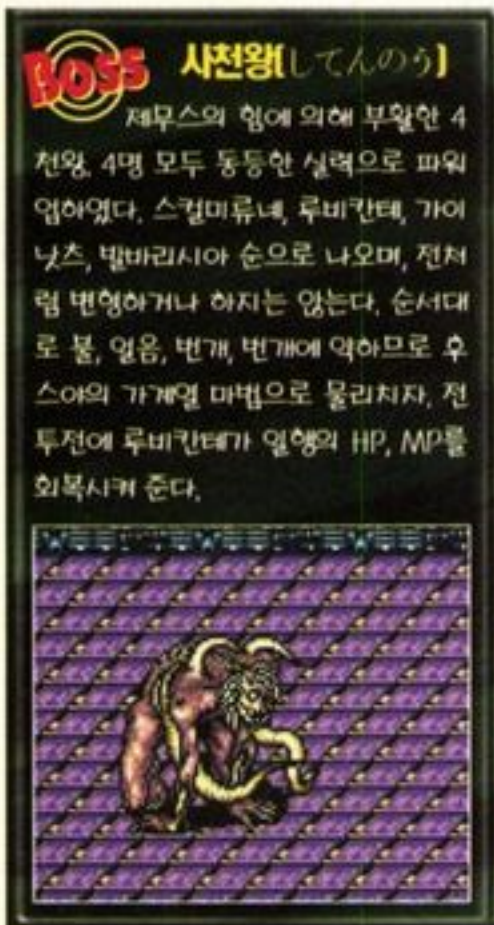 BOSS 사천왕[してんのう]
제무스의 힘에 의해 부활한 4
천왕. 4명 모두 동등한 실력으로 파워
업하였다. 스컬미류네, 루비칸테, 가이
낫츠, 발바리시아 순으로 나오며, 전처
럼 변형하거나 하지는 않는다. 순서대
로 불, 얼음, 번개, 번개에 약하므로 후
스야의 가계열 마법으로 물리치자. 전
투전에 루비칸테가 일행의 HP, MP를
회복시켜 준다.